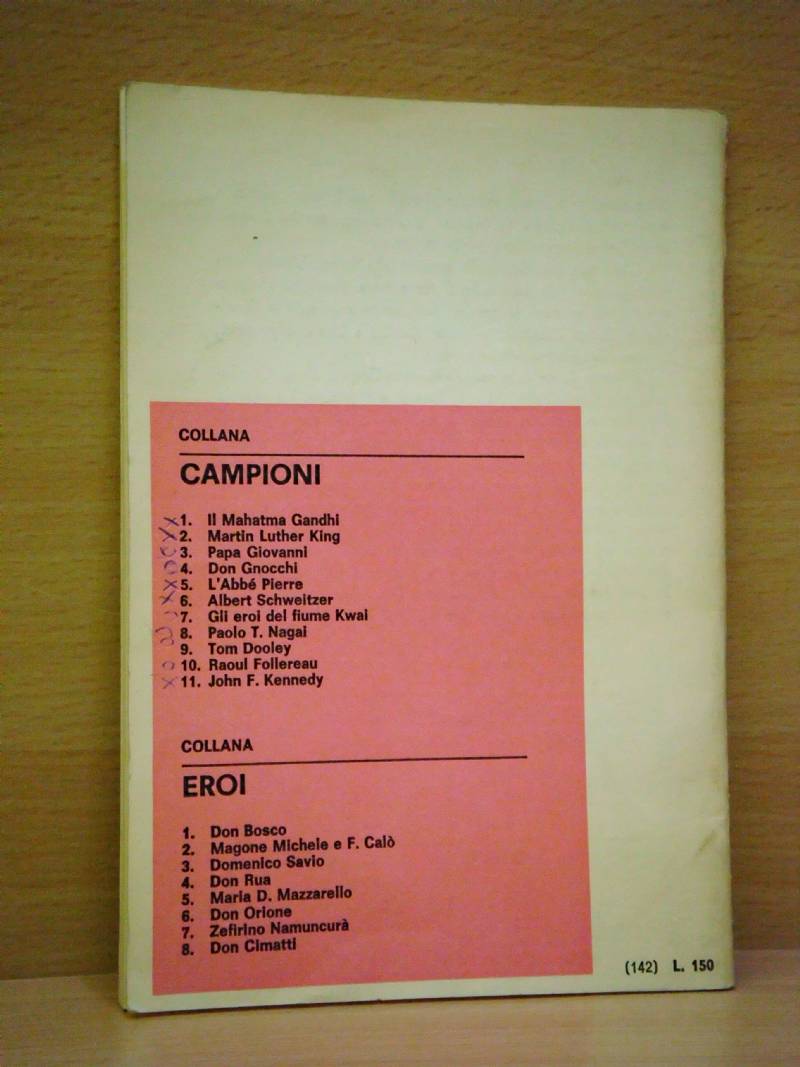 COLLANA
CAMPIONI
1. Il Mahatma Gandhi
2. Martin Luther King
3. Papa Giovanni
4. Don Gnocchi
5. L'Abbé Pierre
6. Albert Schweitzer
7. Gli eroi del fiume Kwai
8. Paolo T. Nagai
9. Tom Dooley
10. Raoul Follereau
11. John F. Kennedy
COLLANA
EROI
1. Don Bosco
2. Magone Michele e F. Calò
3. Domenico Savio
4. Don Rua
5. Maria D. Mazzarello
6. Don Orione
7. Zefirino Namuncurà
8. Don Cimatti
(142) L. 150